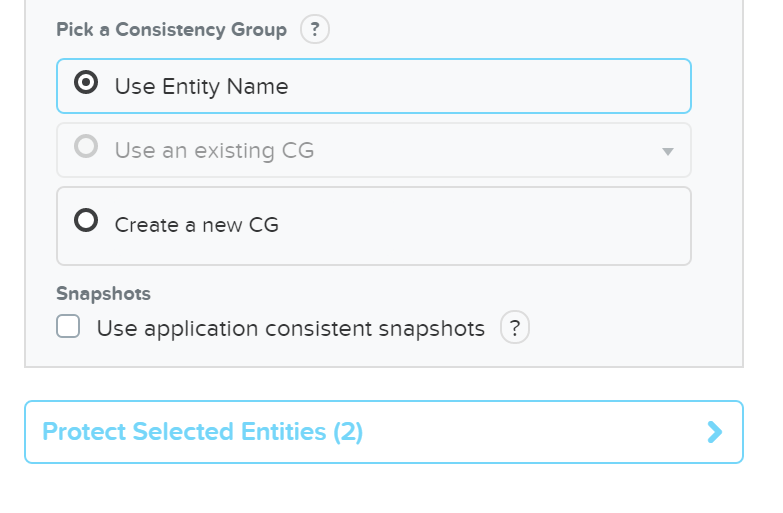 Pick a Consistency Group ?
Use Entity Name
Use an existing CG
Create a new CG
Snapshots
Use application consistent snapshots ?
Protect Selected Entities (2)